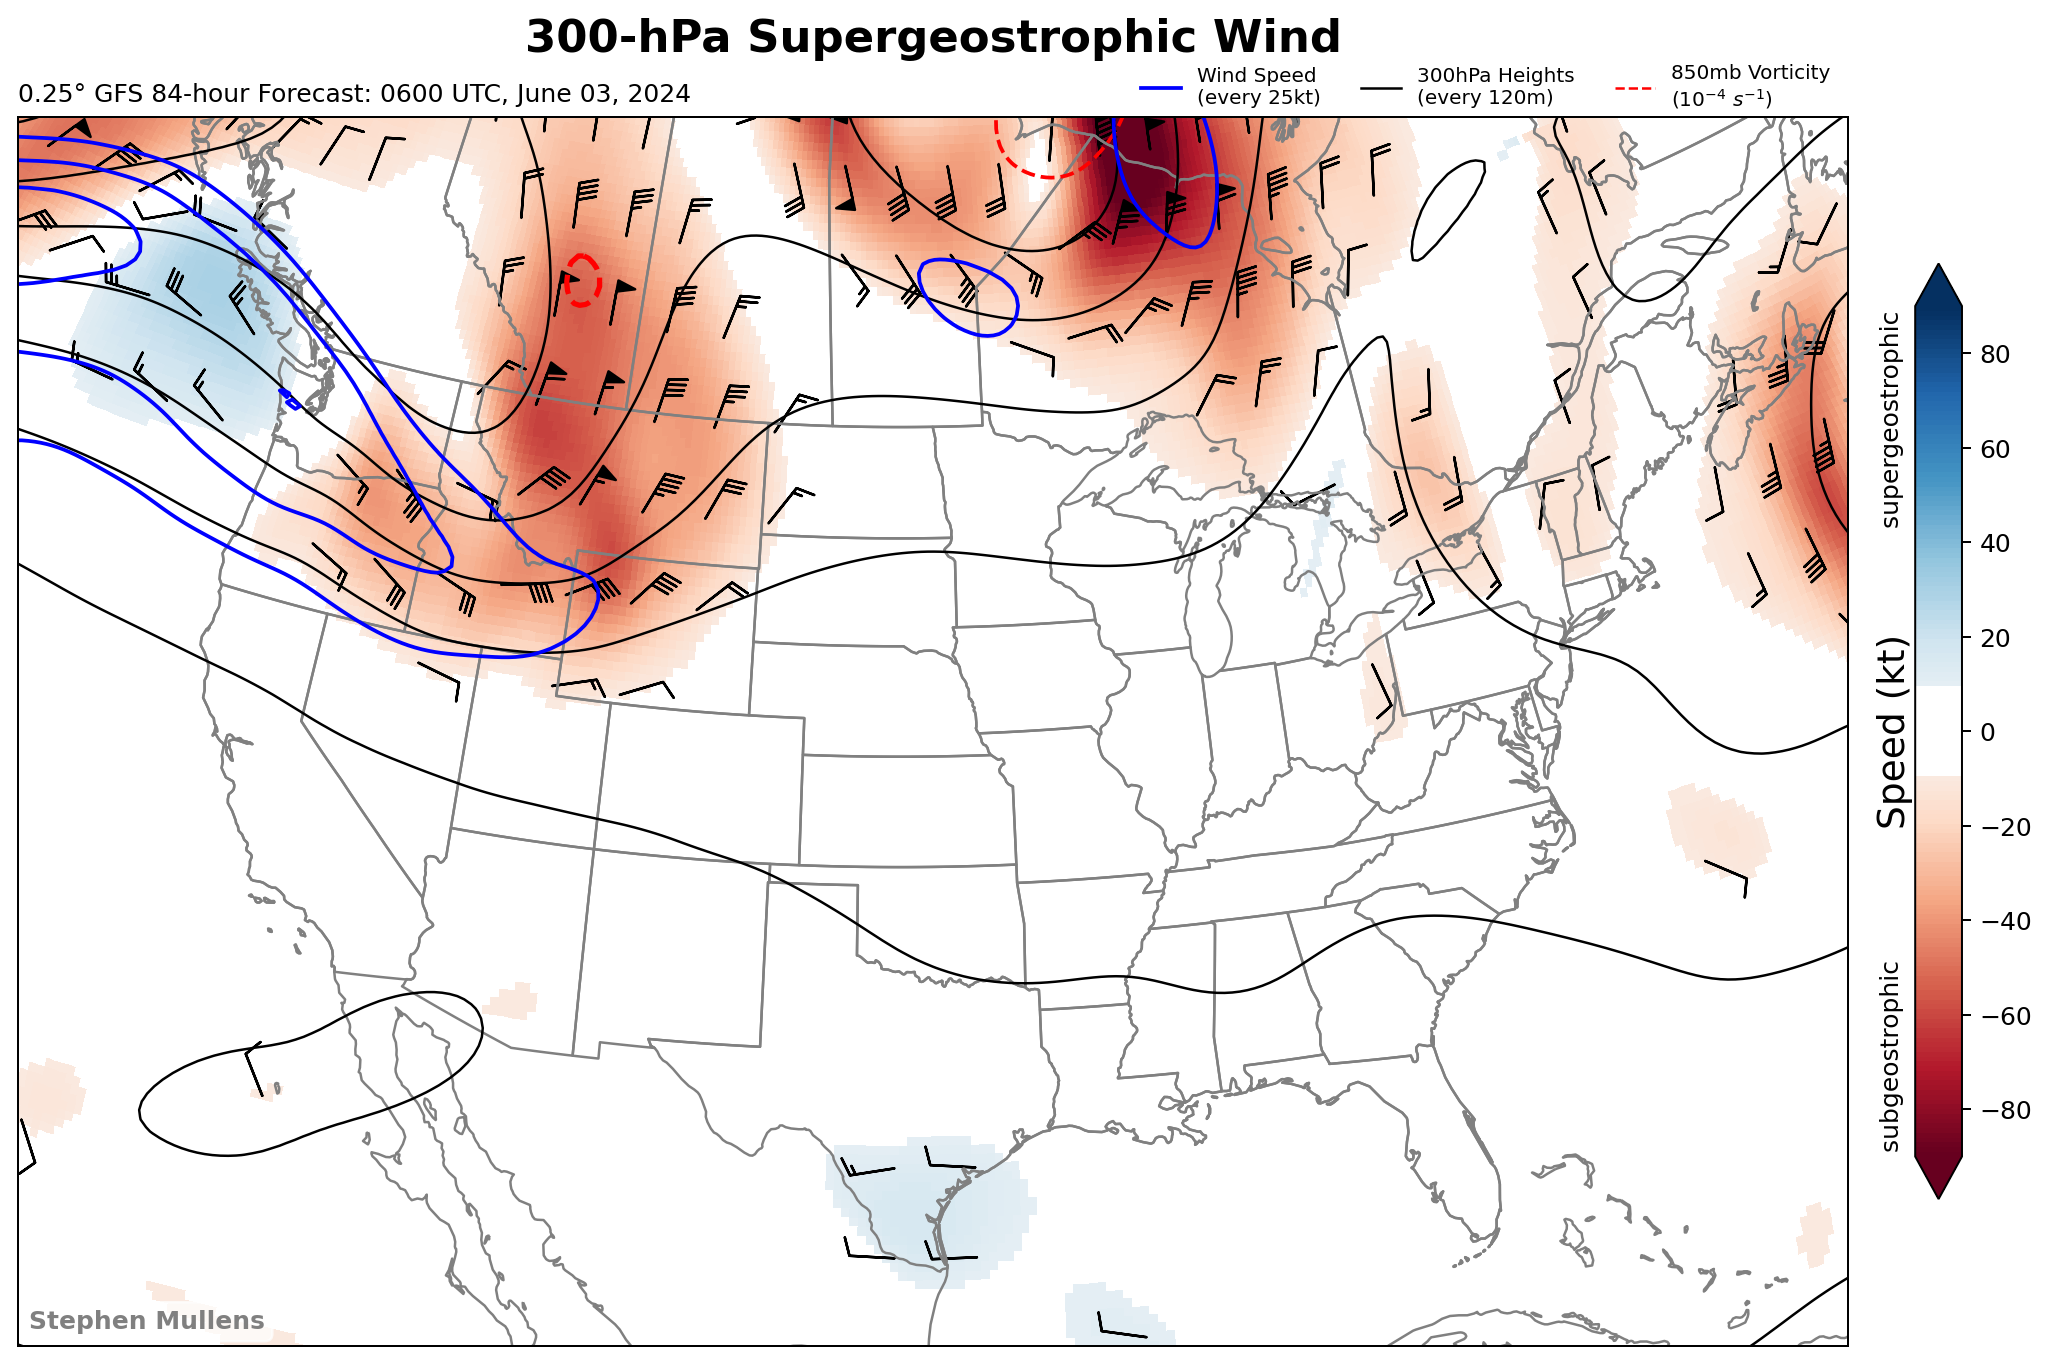 300-hPa Supergeostrophic Wind
0.25° GFS 84-hour Forecast: 0600 UTC, June 03, 2024
Wind Speed
(every 25kt)
300hPa Heights
(every 120m)
850mb Vorticity
(10⁻⁴ s⁻¹)
supergeostrophic
Speed (kt)
subgeostrophic
80
60
40
20
0
−20
−40
−60
−80
Stephen Mullens